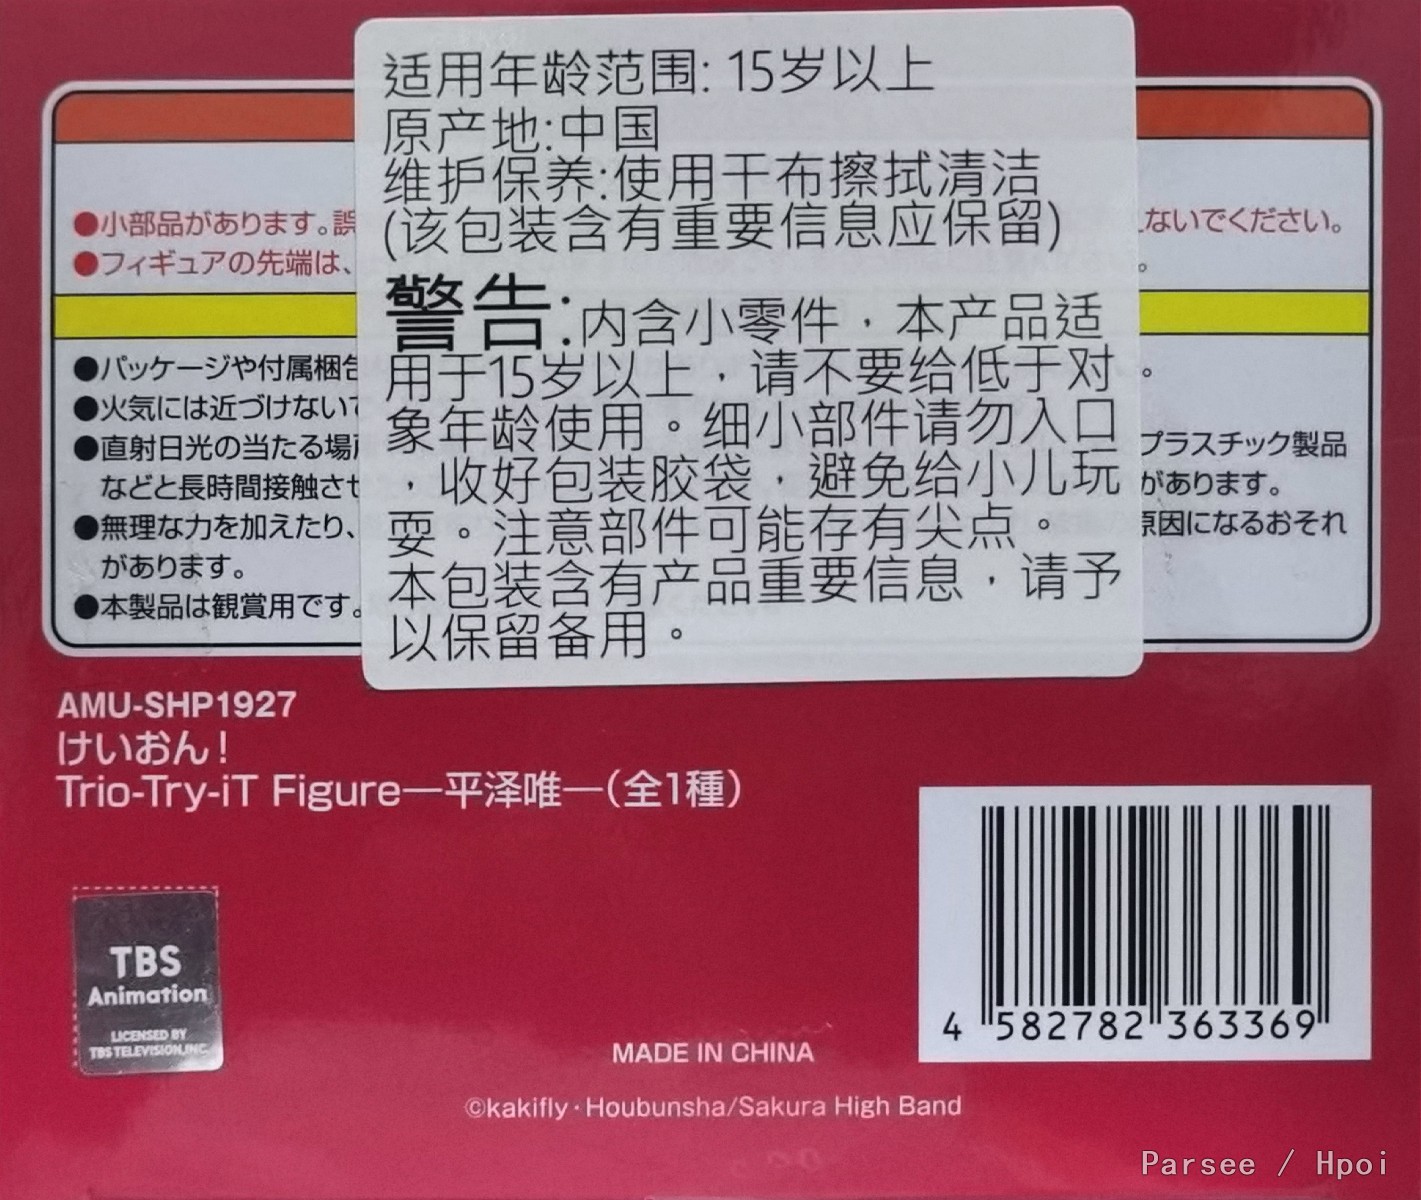 适用年龄范围: 15岁以上
原产地:中国
维护保养:使用干布擦拭清洁
(该包装含有重要信息应保留)
警告:内含小零件，本产品适
用于15岁以上，请不要给低于对
象年龄使用。细小部件请勿入口
，收好包装胶袋，避免给小儿玩
耍。注意部件可能存有尖点。
本包装含有产品重要信息，请予
以保留备用。
●小部品があります。誤
ないでください。
●フィギュアの先端は、
。
●パッケージや付属梱包
。
●火気には近づけないで
●直射日光の当たる場所
プラスチック製品
などと長時間接触させ
があります。
●無理な力を加えたり、
原因になるおそれ
があります。
●本製品は観賞用です。
AMU-SHP1927
けいおん!
Trio-Try-iT Figure—平泽唯—(全1種)
TBS
Animation
LICENSED BY
TBS TELEVISION,INC.
4 582782 363369
MADE IN CHINA
©kakifly·Houbunsha/Sakura High Band
Parsee / Hpoi